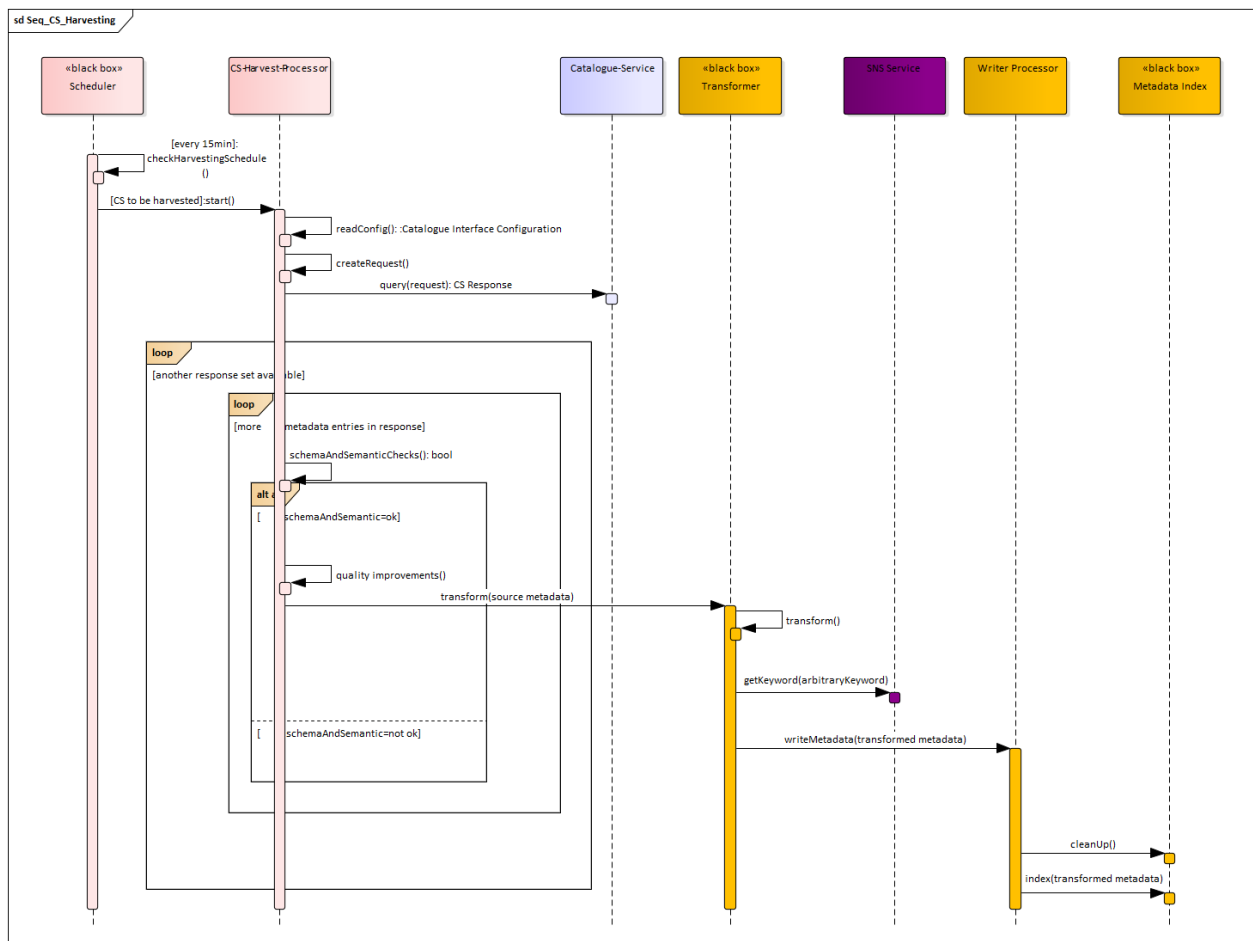 sd Seq_CS_Harvesting
«black box»
Scheduler
CS-Harvest-Processor
Catalogue-Service
«black box»
Transformer
SNS Service
Writer Processor
«black box»
Metadata Index
[every 15min]:
checkHarvestingSchedule
()
[CS to be harvested]:start()
readConfig(): :Catalogue Interface Configuration
createRequest()
query(request): CS Response
loop
[another response set available]
loop
[more metadata entries in response]
schemaAndSemanticChecks(): bool
alt
[ schemaAndSemantic=ok]
quality improvements()
transform(source metadata)
transform()
getKeyword(arbitraryKeyword)
[ schemaAndSemantic=not ok]
writeMetadata(transformed metadata)
cleanUp()
index(transformed metadata)